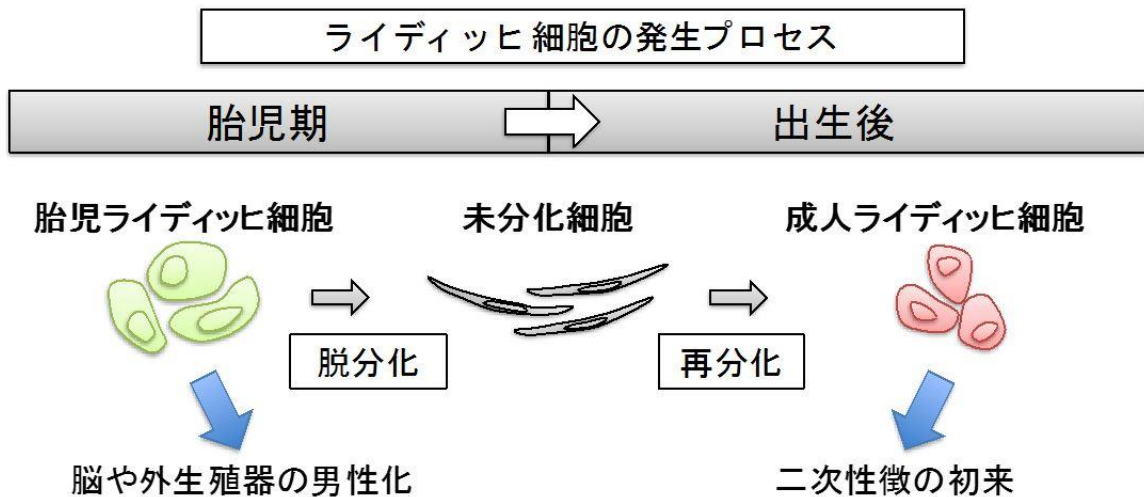 ライディッヒ細胞の発生プロセス
胎児期
出生後
胎児ライディッヒ細胞
未分化細胞
成人ライディッヒ細胞
脱分化
再分化
脳や外生殖器の男性化
二次性徴の初来